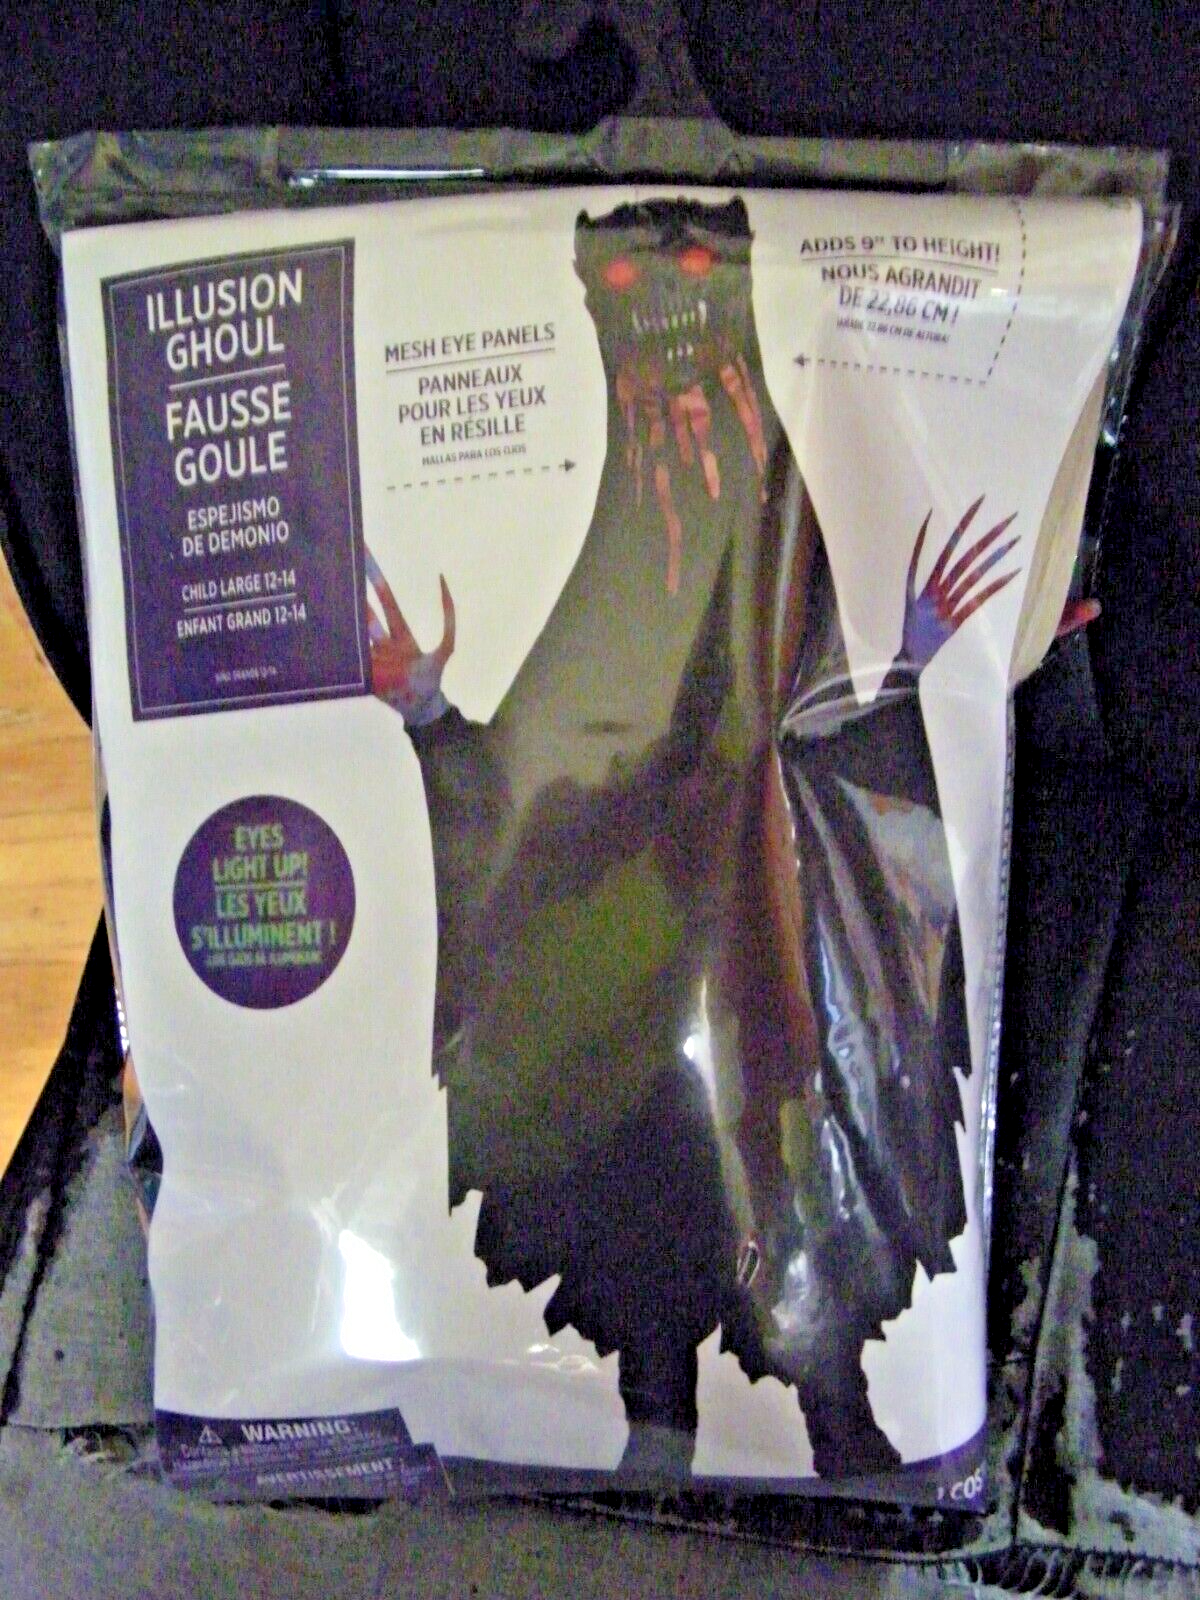 ILLUSION
GHOUL
FAUSSE
GOULE
ESPEJISMO
DE DEMONIO
CHILD LARGE 12-14
ENFANT GRAND 12-14
MESH EYE PANELS
PANNEAUX
POUR LES YEUX
EN RÉSILLE
MALLAS PARA LOS OJOS
ADDS 9" TO HEIGHT!
NOUS AGRANDIT
DE 22,86 CM !
EYES
LIGHT UP!
LES YEUX
S'ILLUMINENT !
WARNING:
AVERTISSEMENT :
COS